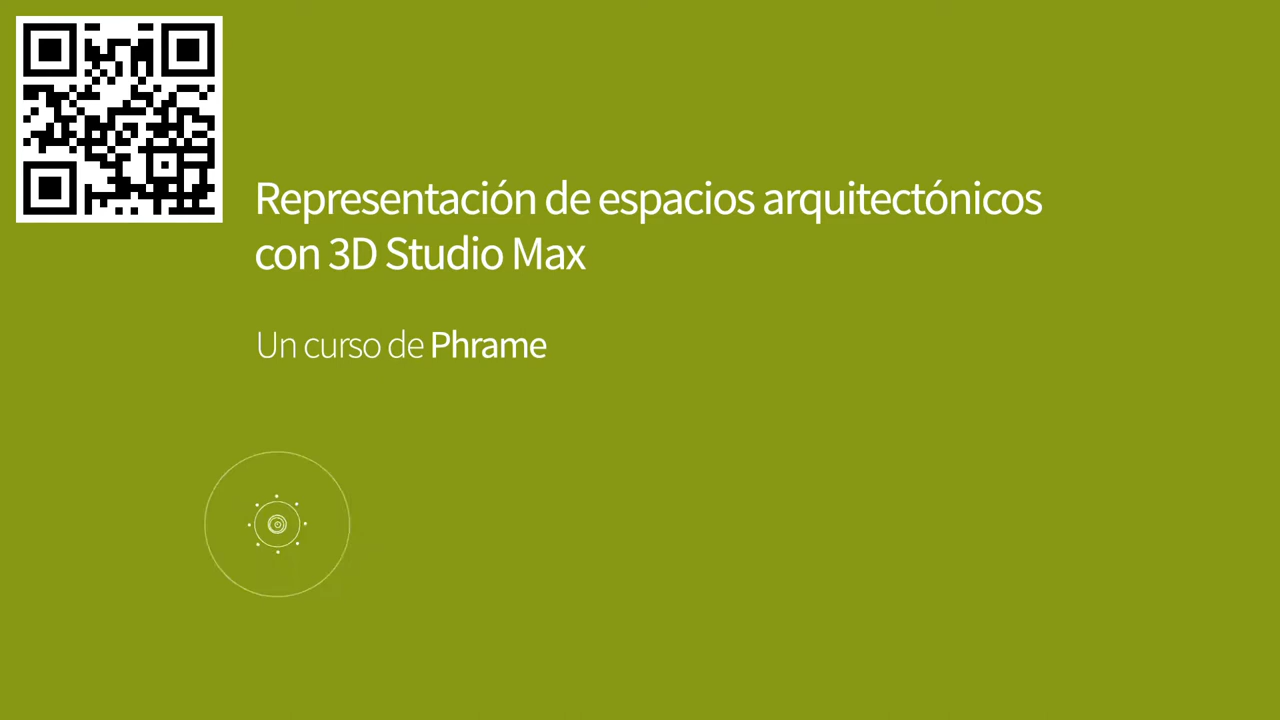 Representación de espacios arquitectónicos
con 3D Studio Max
Un curso de Phrame